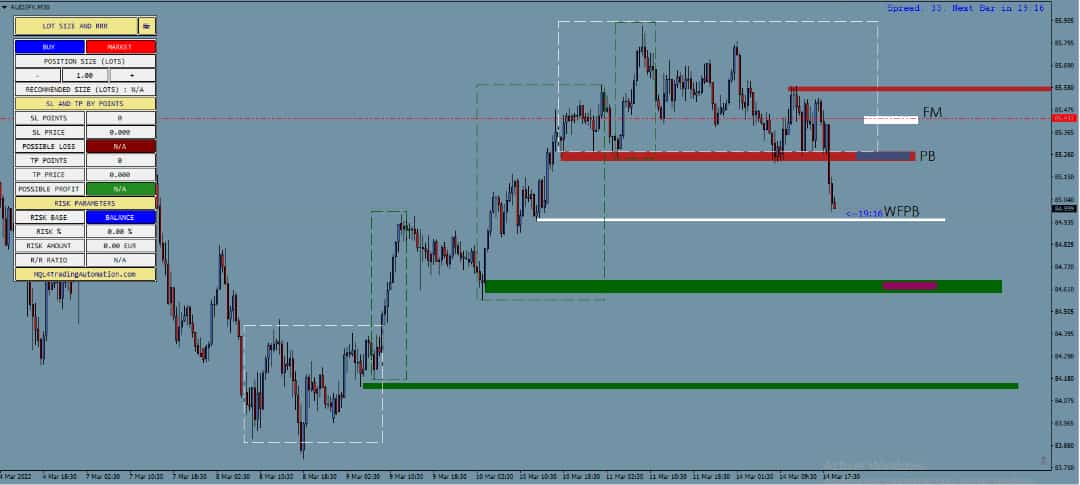 AUDJPY,M30
Spread: 33. Next Bar in 19:16
LOT SIZE AND RRR
BUY MARKET
POSITION SIZE (LOTS)
- 1.00 +
RECOMMENDED SIZE (LOTS) : N/A
SL AND TP BY POINTS
SL POINTS 0
SL PRICE 0.000
POSSIBLE LOSS N/A
TP POINTS 0
TP PRICE 0.000
POSSIBLE PROFIT N/A
RISK PARAMETERS
RISK BASE BALANCE
RISK % 0.00 %
RISK AMOUNT 0.00 EUR
R/R RATIO N/A
MQL4TradingAutomation.com
FM
PB
<--19:16 WFPB
85.905
85.795
85.690
85.580
85.475
85.260
85.150
85.040
84.935
84.720
84.610
84.505
84.395
84.290
84.180
84.075
83.965
83.860
83.750
4 Mar 2022 4 Mar 18:30 7 Mar 02:30 7 Mar 10:30 7 Mar 18:30 8 Mar 02:30 8 Mar 10:30 8 Mar 18:30 9 Mar 02:30 9 Mar 10:30 9 Mar 18:30 10 Mar 02:30 10 Mar 10:30 10 Mar 18:30 11 Mar 02:30 11 Mar 10:30 11 Mar 18:30 14 Mar 01:30 14 Mar 09:30 14 Mar 17:30